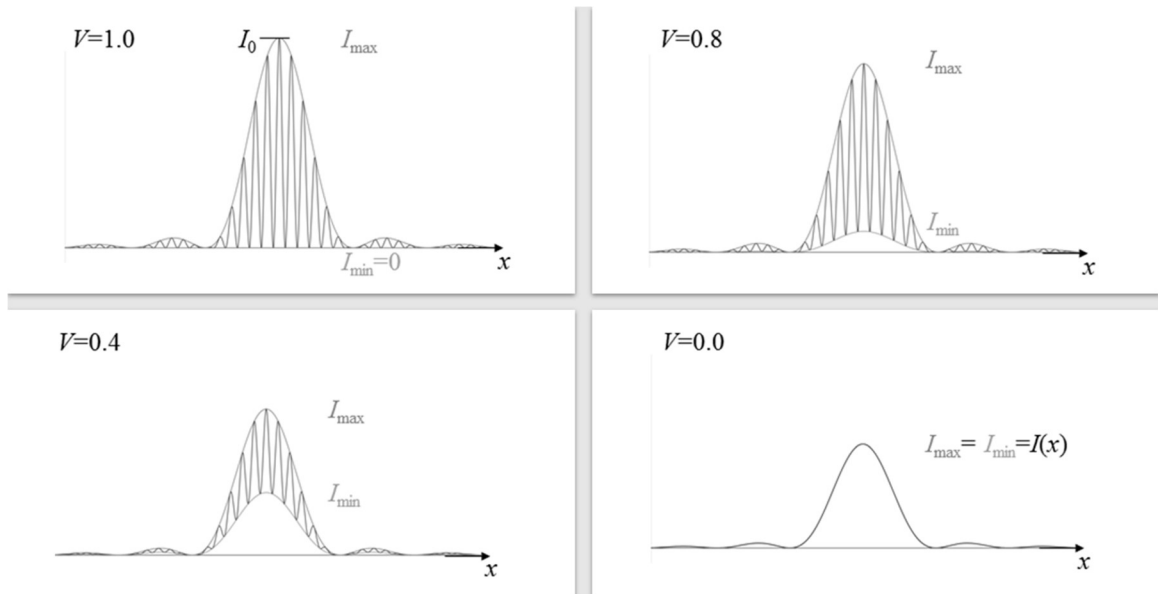 V=1.0
I₀
Iₘₐₓ
Iₘᵢₙ=0
x
V=0.8
Iₘₐₓ
Iₘᵢₙ
x
V=0.4
Iₘₐₓ
Iₘᵢₙ
x
V=0.0
Iₘₐₓ= Iₘᵢₙ=I(x)
x